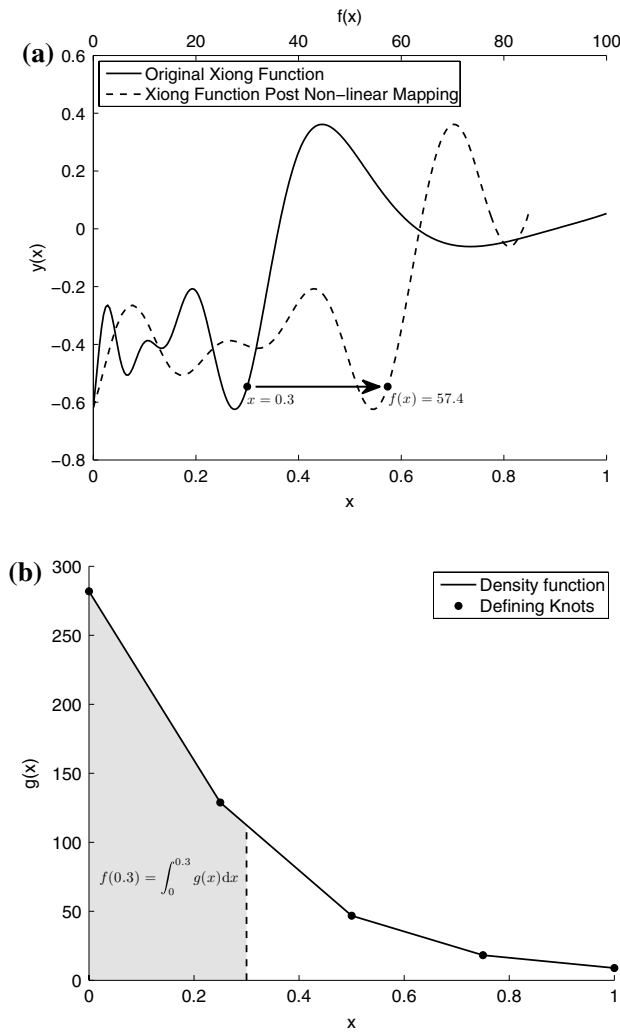 f(x)
0 20 40 60 80 100
(a)
0.6
0.4
0.2
0
−0.2
−0.4
−0.6
−0.8
y(x)
Original Xiong Function
Xiong Function Post Non-linear Mapping
x = 0.3
f(x) = 57.4
0 0.2 0.4 0.6 0.8 1
x
(b)
300
250
200
150
100
50
0
g(x)
Density function
Defining Knots
f(0.3) = ∫₀^0.3 g(x)dx
0 0.2 0.4 0.6 0.8 1
x